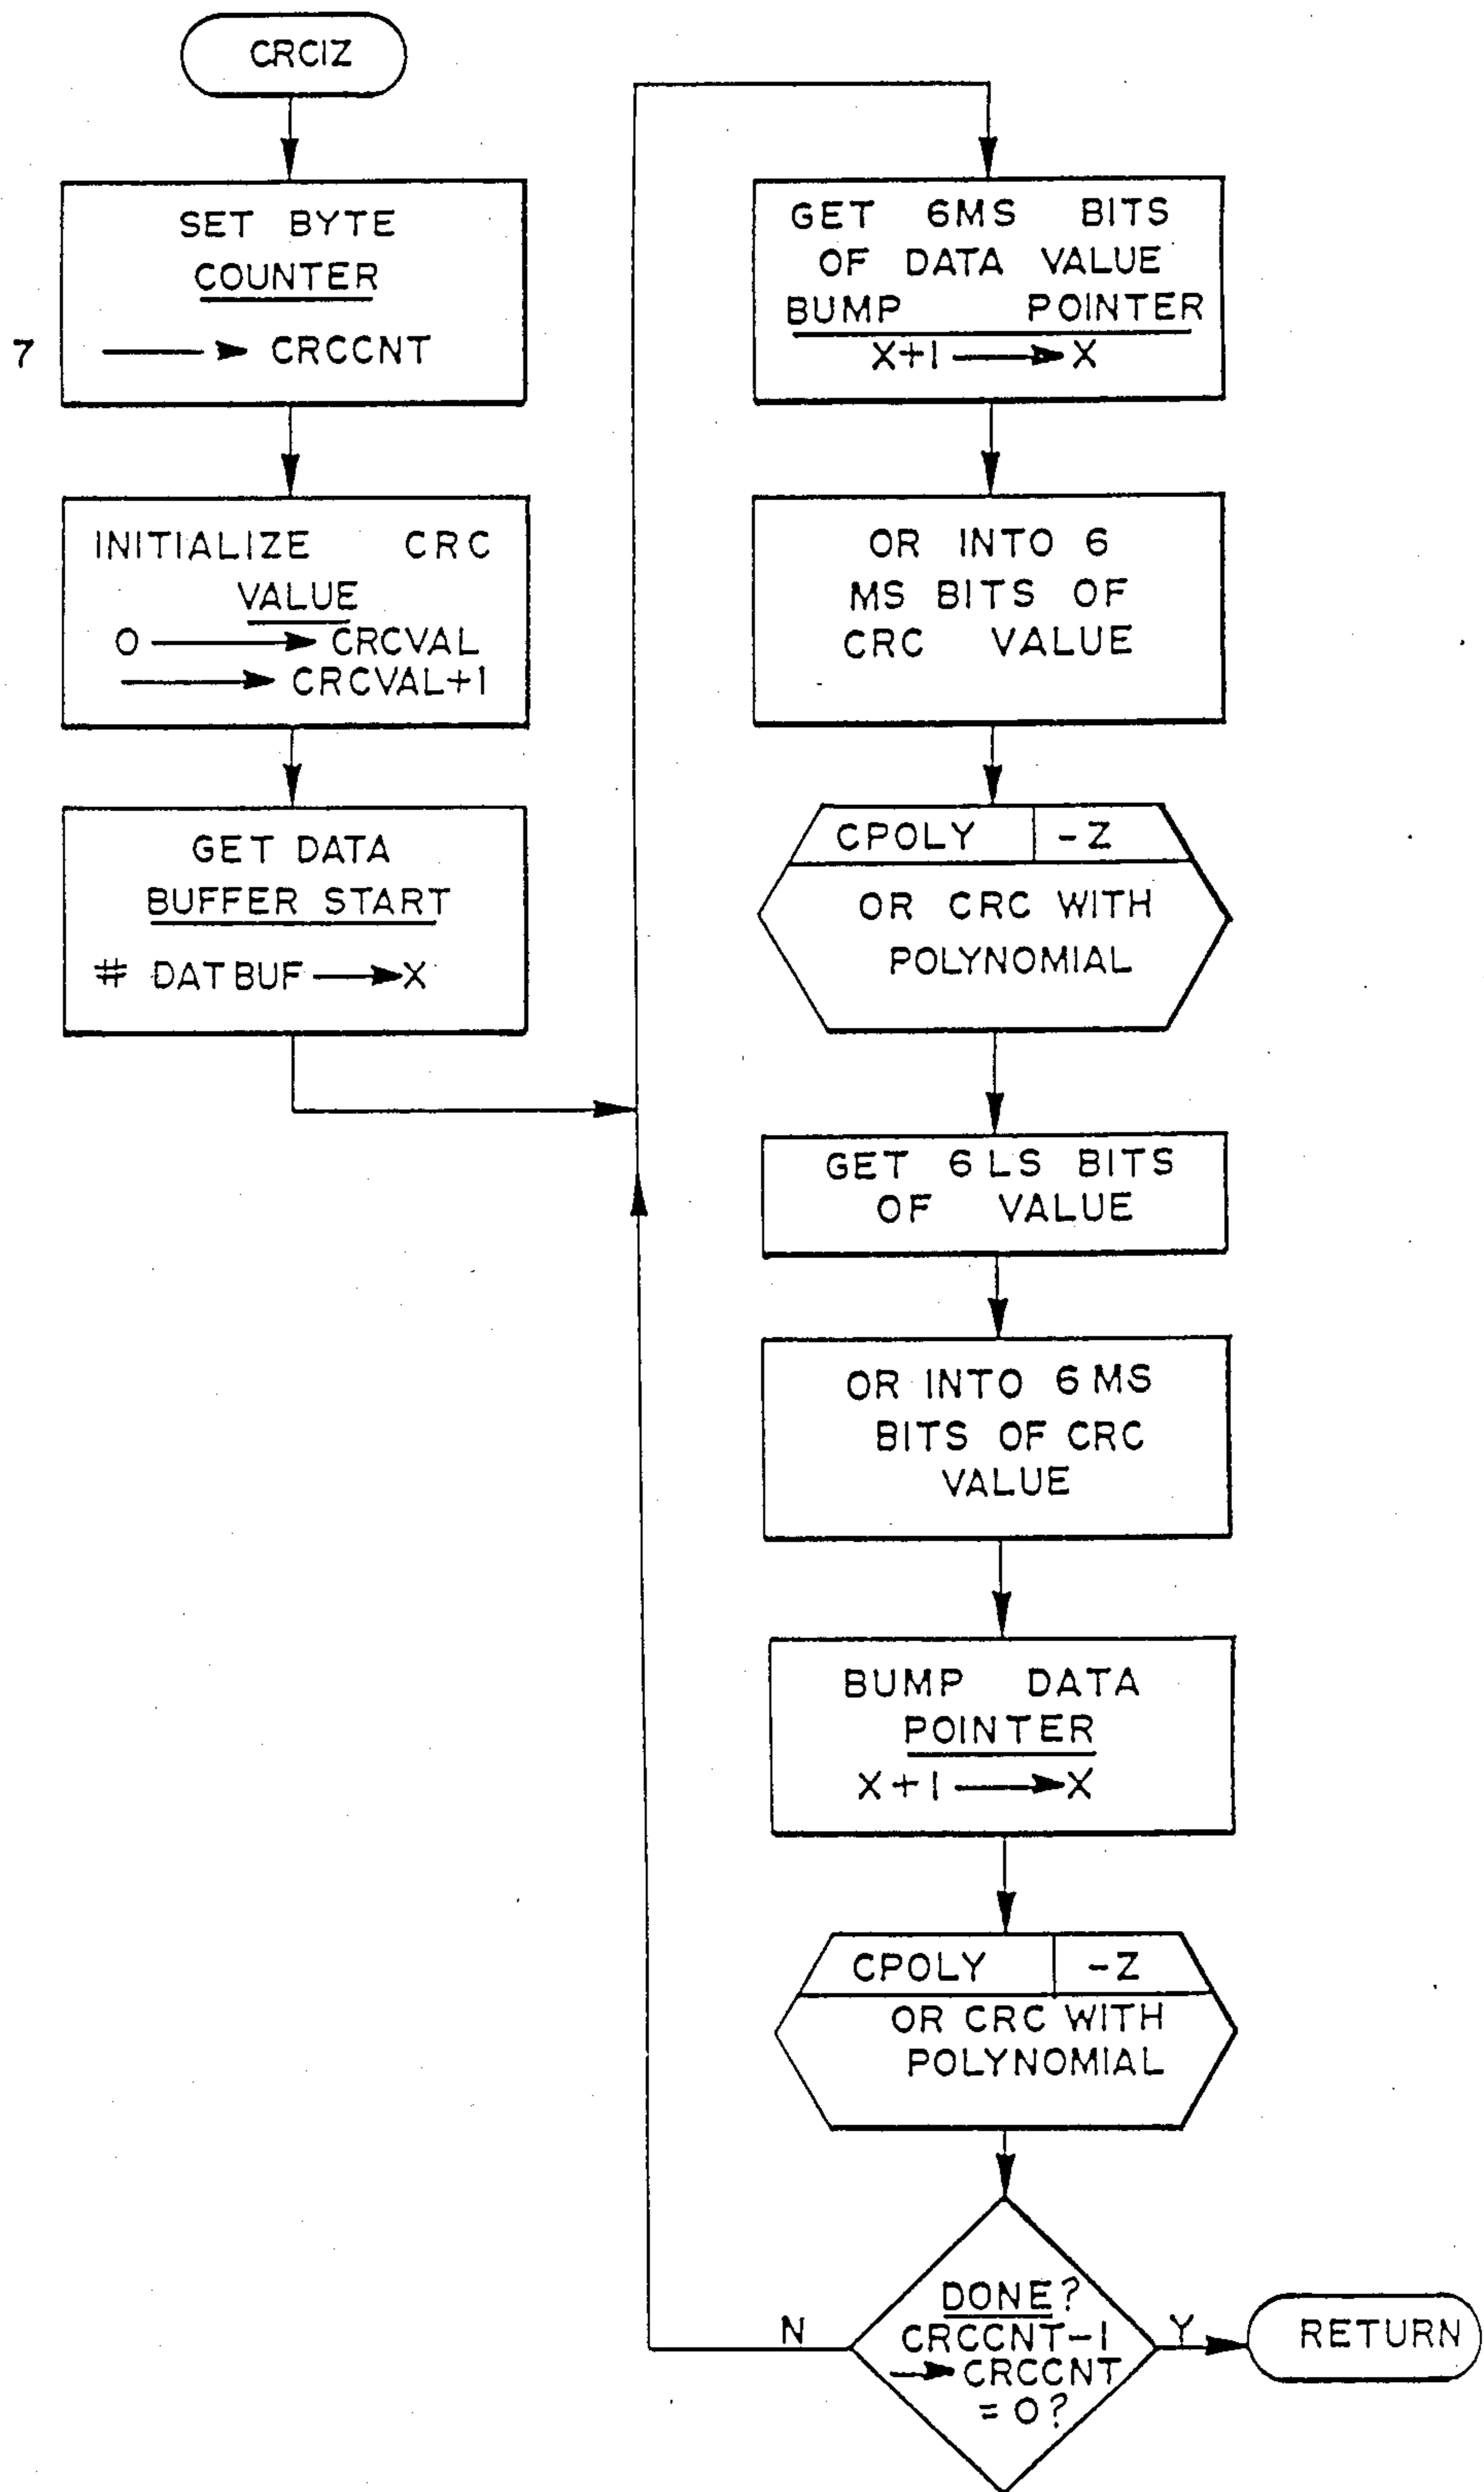 CRCIZ
SET BYTE
COUNTER
7 → CRCCNT
INITIALIZE CRC
VALUE
0 → CRCVAL
→ CRCVAL+1
GET DATA
BUFFER START
# DATBUF → X
GET 6MS BITS
OF DATA VALUE
BUMP POINTER
X+1 → X
OR INTO 6
MS BITS OF
CRC VALUE
CPOLY -Z
OR CRC WITH
POLYNOMIAL
GET 6LS BITS
OF VALUE
OR INTO 6MS
BITS OF CRC
VALUE
BUMP DATA
POINTER
X+1 → X
CPOLY -Z
OR CRC WITH
POLYNOMIAL
DONE?
CRCCNT-1
→ CRCCNT
= 0?
N
Y
RETURN